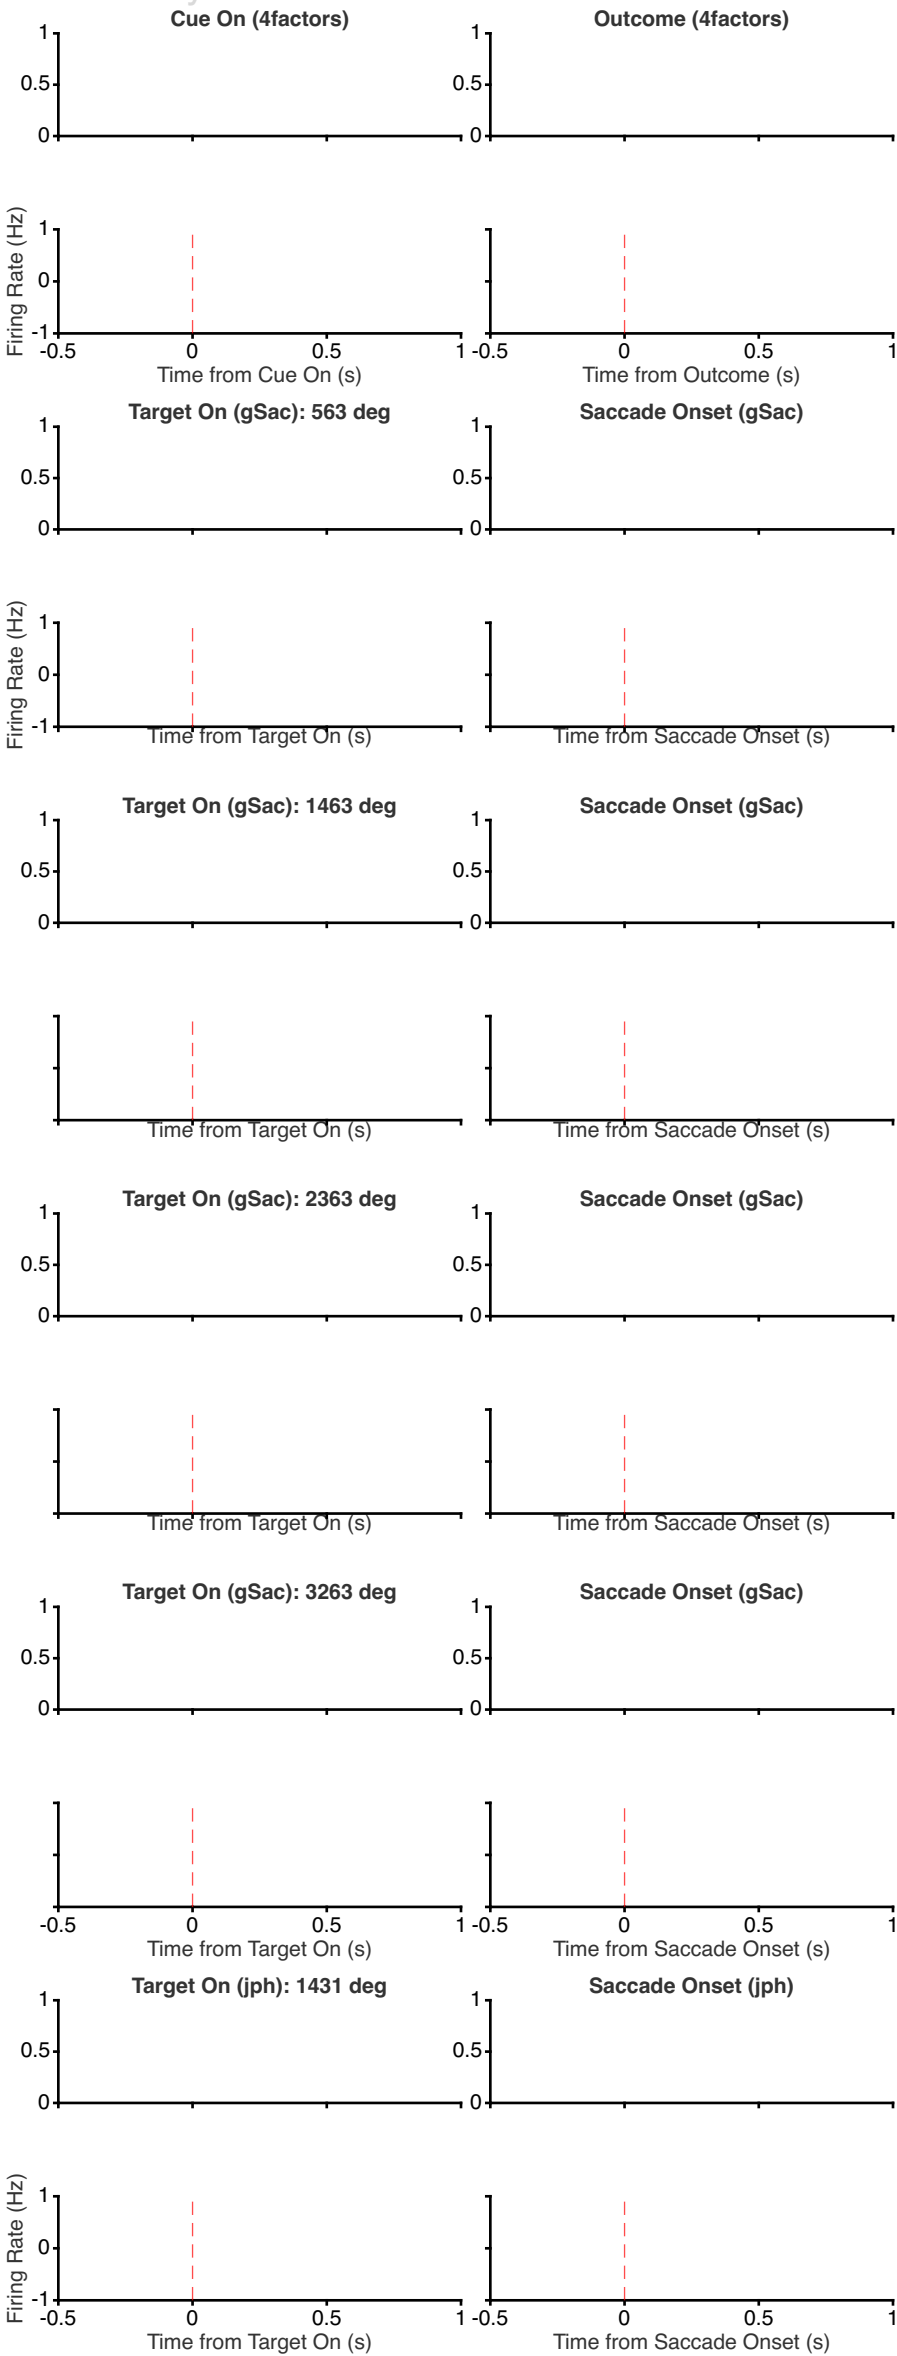 Cue On (4factors) Outcome (4factors)
1 1
0.5 0.5
0 0
Firing Rate (Hz)
1
0
-1
-0.5 0 0.5 1 -0.5 0 0.5 1
Time from Cue On (s) Time from Outcome (s)
Target On (gSac): 563 deg Saccade Onset (gSac)
1 1
0.5 0.5
0 0
Firing Rate (Hz)
1
0
-1
Time from Target On (s) Time from Saccade Onset (s)
Target On (gSac): 1463 deg Saccade Onset (gSac)
1 1
0.5 0.5
0 0
Time from Target On (s) Time from Saccade Onset (s)
Target On (gSac): 2363 deg Saccade Onset (gSac)
1 1
0.5 0.5
0 0
Time from Target On (s) Time from Saccade Onset (s)
Target On (gSac): 3263 deg Saccade Onset (gSac)
1 1
0.5 0.5
0 0
-0.5 0 0.5 1 -0.5 0 0.5 1
Time from Target On (s) Time from Saccade Onset (s)
Target On (jph): 1431 deg Saccade Onset (jph)
1 1
0.5 0.5
0 0
Firing Rate (Hz)
1
0
-1
-0.5 0 0.5 1 -0.5 0 0.5 1
Time from Target On (s) Time from Saccade Onset (s)